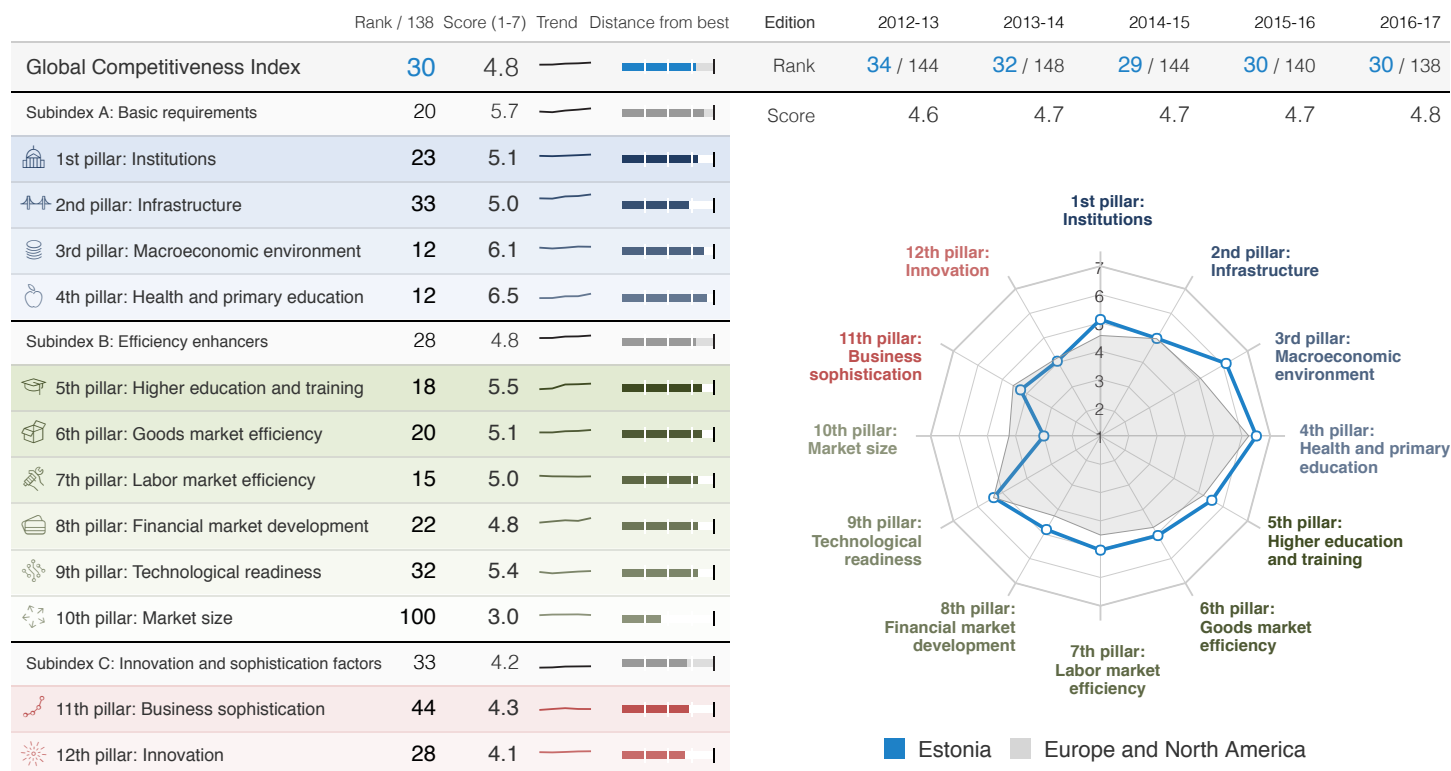 Rank / 138 Score (1-7) Trend Distance from best
Global Competitiveness Index 30 4.8
Subindex A: Basic requirements 20 5.7
1st pillar: Institutions 23 5.1
2nd pillar: Infrastructure 33 5.0
3rd pillar: Macroeconomic environment 12 6.1
4th pillar: Health and primary education 12 6.5
Subindex B: Efficiency enhancers 28 4.8
5th pillar: Higher education and training 18 5.5
6th pillar: Goods market efficiency 20 5.1
7th pillar: Labor market efficiency 15 5.0
8th pillar: Financial market development 22 4.8
9th pillar: Technological readiness 32 5.4
10th pillar: Market size 100 3.0
Subindex C: Innovation and sophistication factors 33 4.2
11th pillar: Business sophistication 44 4.3
12th pillar: Innovation 28 4.1
Edition 2012-13 2013-14 2014-15 2015-16 2016-17
Rank 34 / 144 32 / 148 29 / 144 30 / 140 30 / 138
Score 4.6 4.7 4.7 4.7 4.8
1st pillar:
Institutions
2nd pillar:
Infrastructure
3rd pillar:
Macroeconomic
environment
4th pillar:
Health and primary
education
5th pillar:
Higher education
and training
6th pillar:
Goods market
efficiency
7th pillar:
Labor market
efficiency
8th pillar:
Financial market
development
9th pillar:
Technological
readiness
10th pillar:
Market size
11th pillar:
Business
sophistication
12th pillar:
Innovation
7
6
5
4
3
2
1
Estonia
Europe and North America